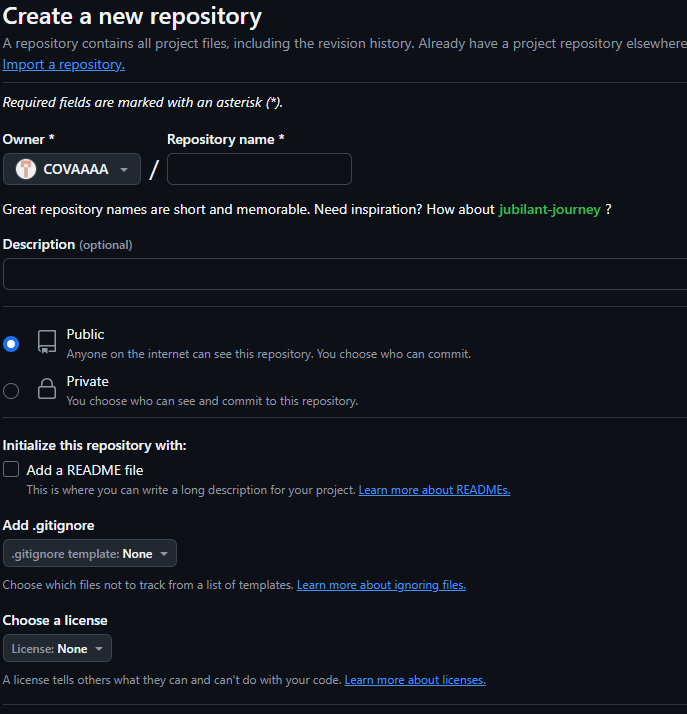 Create a new repository
A repository contains all project files, including the revision history. Already have a project repository elsewhere
Import a repository.
Required fields are marked with an asterisk (*).
Owner * Repository name *
COVAAAA /
Great repository names are short and memorable. Need inspiration? How about jubilant-journey ?
Description (optional)
Public
Anyone on the internet can see this repository. You choose who can commit.
Private
You choose who can see and commit to this repository.
Initialize this repository with:
Add a README file
This is where you can write a long description for your project. Learn more about READMEs.
Add .gitignore
.gitignore template: None
Choose which files not to track from a list of templates. Learn more about ignoring files.
Choose a license
License: None
A license tells others what they can and can't do with your code. Learn more about licenses.